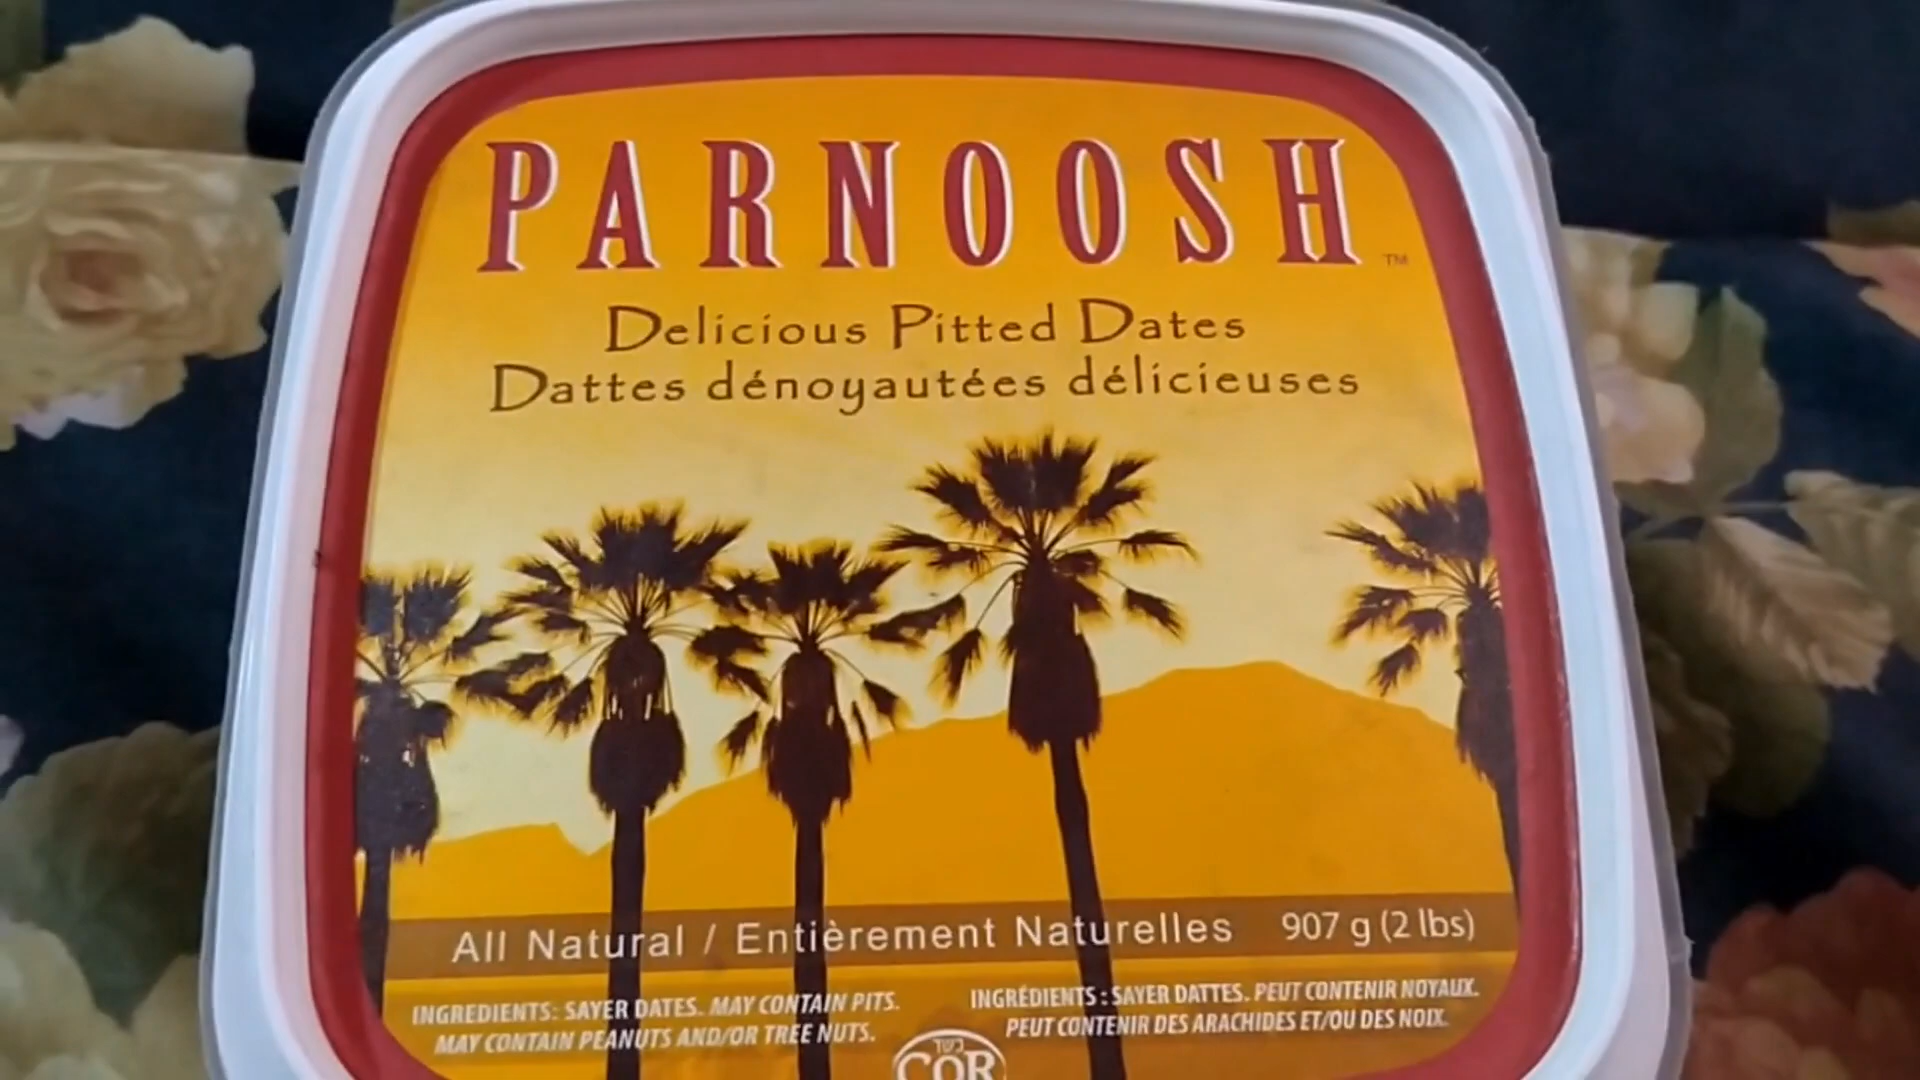 PARNOOSH™
Delicious Pitted Dates
Dattes dénoyautées délicieuses
All Natural / Entièrement Naturelles 907 g (2 lbs)
INGREDIENTS: SAYER DATES. MAY CONTAIN PITS.
MAY CONTAIN PEANUTS AND/OR TREE NUTS.
INGRÉDIENTS : SAYER DATTES. PEUT CONTENIR NOYAUX.
PEUT CONTENIR DES ARACHIDES ET/OU DES NOIX.
כשר
COR